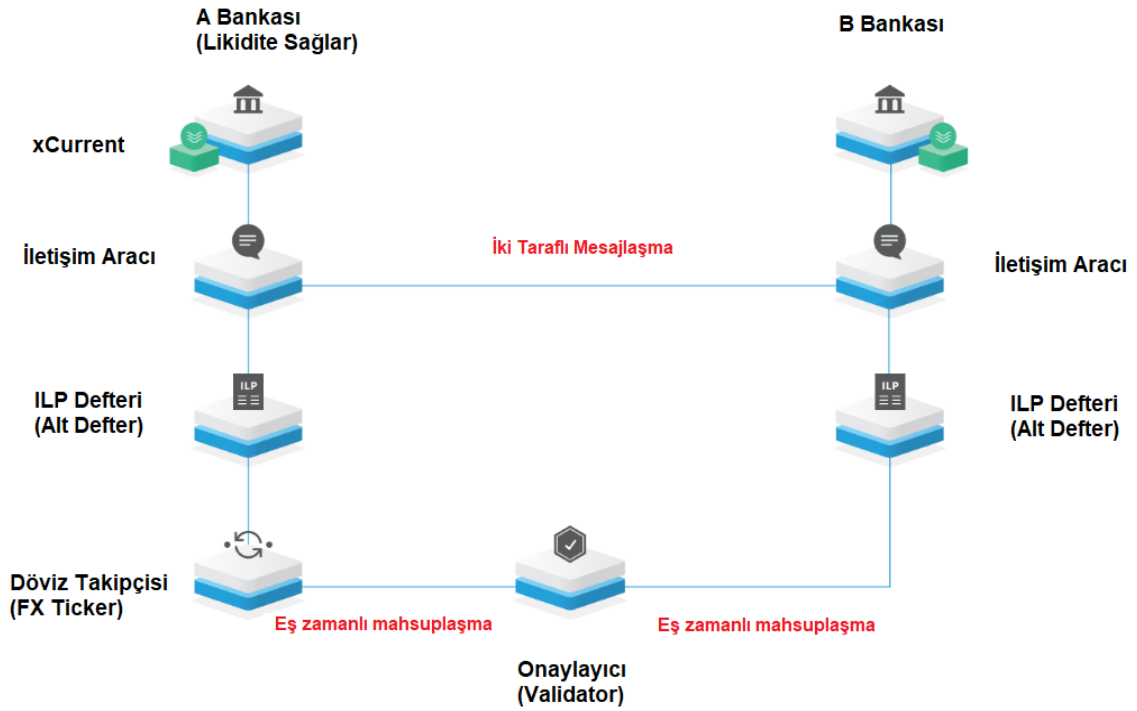 A Bankası
(Likidite Sağlar)
B Bankası
xCurrent
İletişim Aracı
İki Taraflı Mesajlaşma
İletişim Aracı
ILP
ILP
ILP Defteri
(Alt Defter)
ILP Defteri
(Alt Defter)
Döviz Takipçisi
(FX Ticker)
Eş zamanlı mahsuplaşma
Eş zamanlı mahsuplaşma
Onaylayıcı
(Validator)